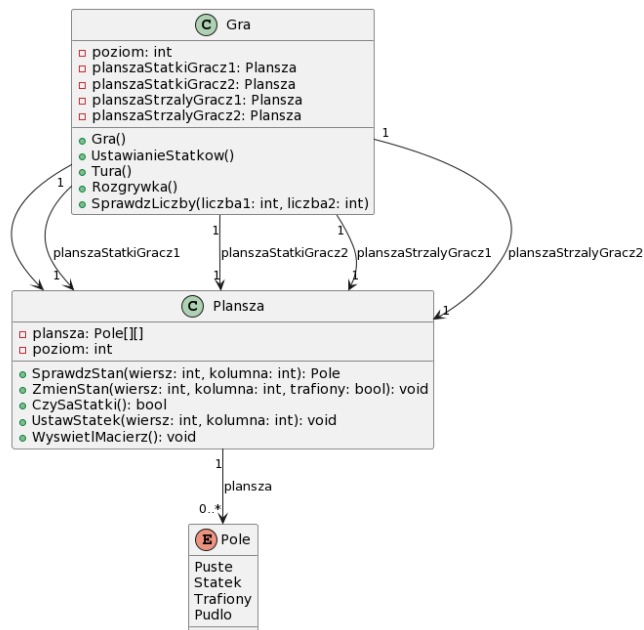 C Gra
poziom: int
planszaStatkiGracz1: Plansza
planszaStatkiGracz2: Plansza
planszaStrzalyGracz1: Plansza
planszaStrzalyGracz2: Plansza
Gra()
UstawianieStatkow()
Tura()
Rozgrywka()
SprawdzLiczby(liczba1: int, liczba2: int)
1
1
1
1
planszaStatkiGracz1
planszaStatkiGracz2
planszaStrzalyGracz1
planszaStrzalyGracz2
1
1
1
1
C Plansza
plansza: Pole[][]
poziom: int
SprawdzStan(wiersz: int, kolumna: int): Pole
ZmienStan(wiersz: int, kolumna: int, trafiony: bool): void
CzySaStatki(): bool
UstawStatek(wiersz: int, kolumna: int): void
WyswietlMacierz(): void
1
plansza
0..*
E Pole
Puste
Statek
Trafiony
Pudlo